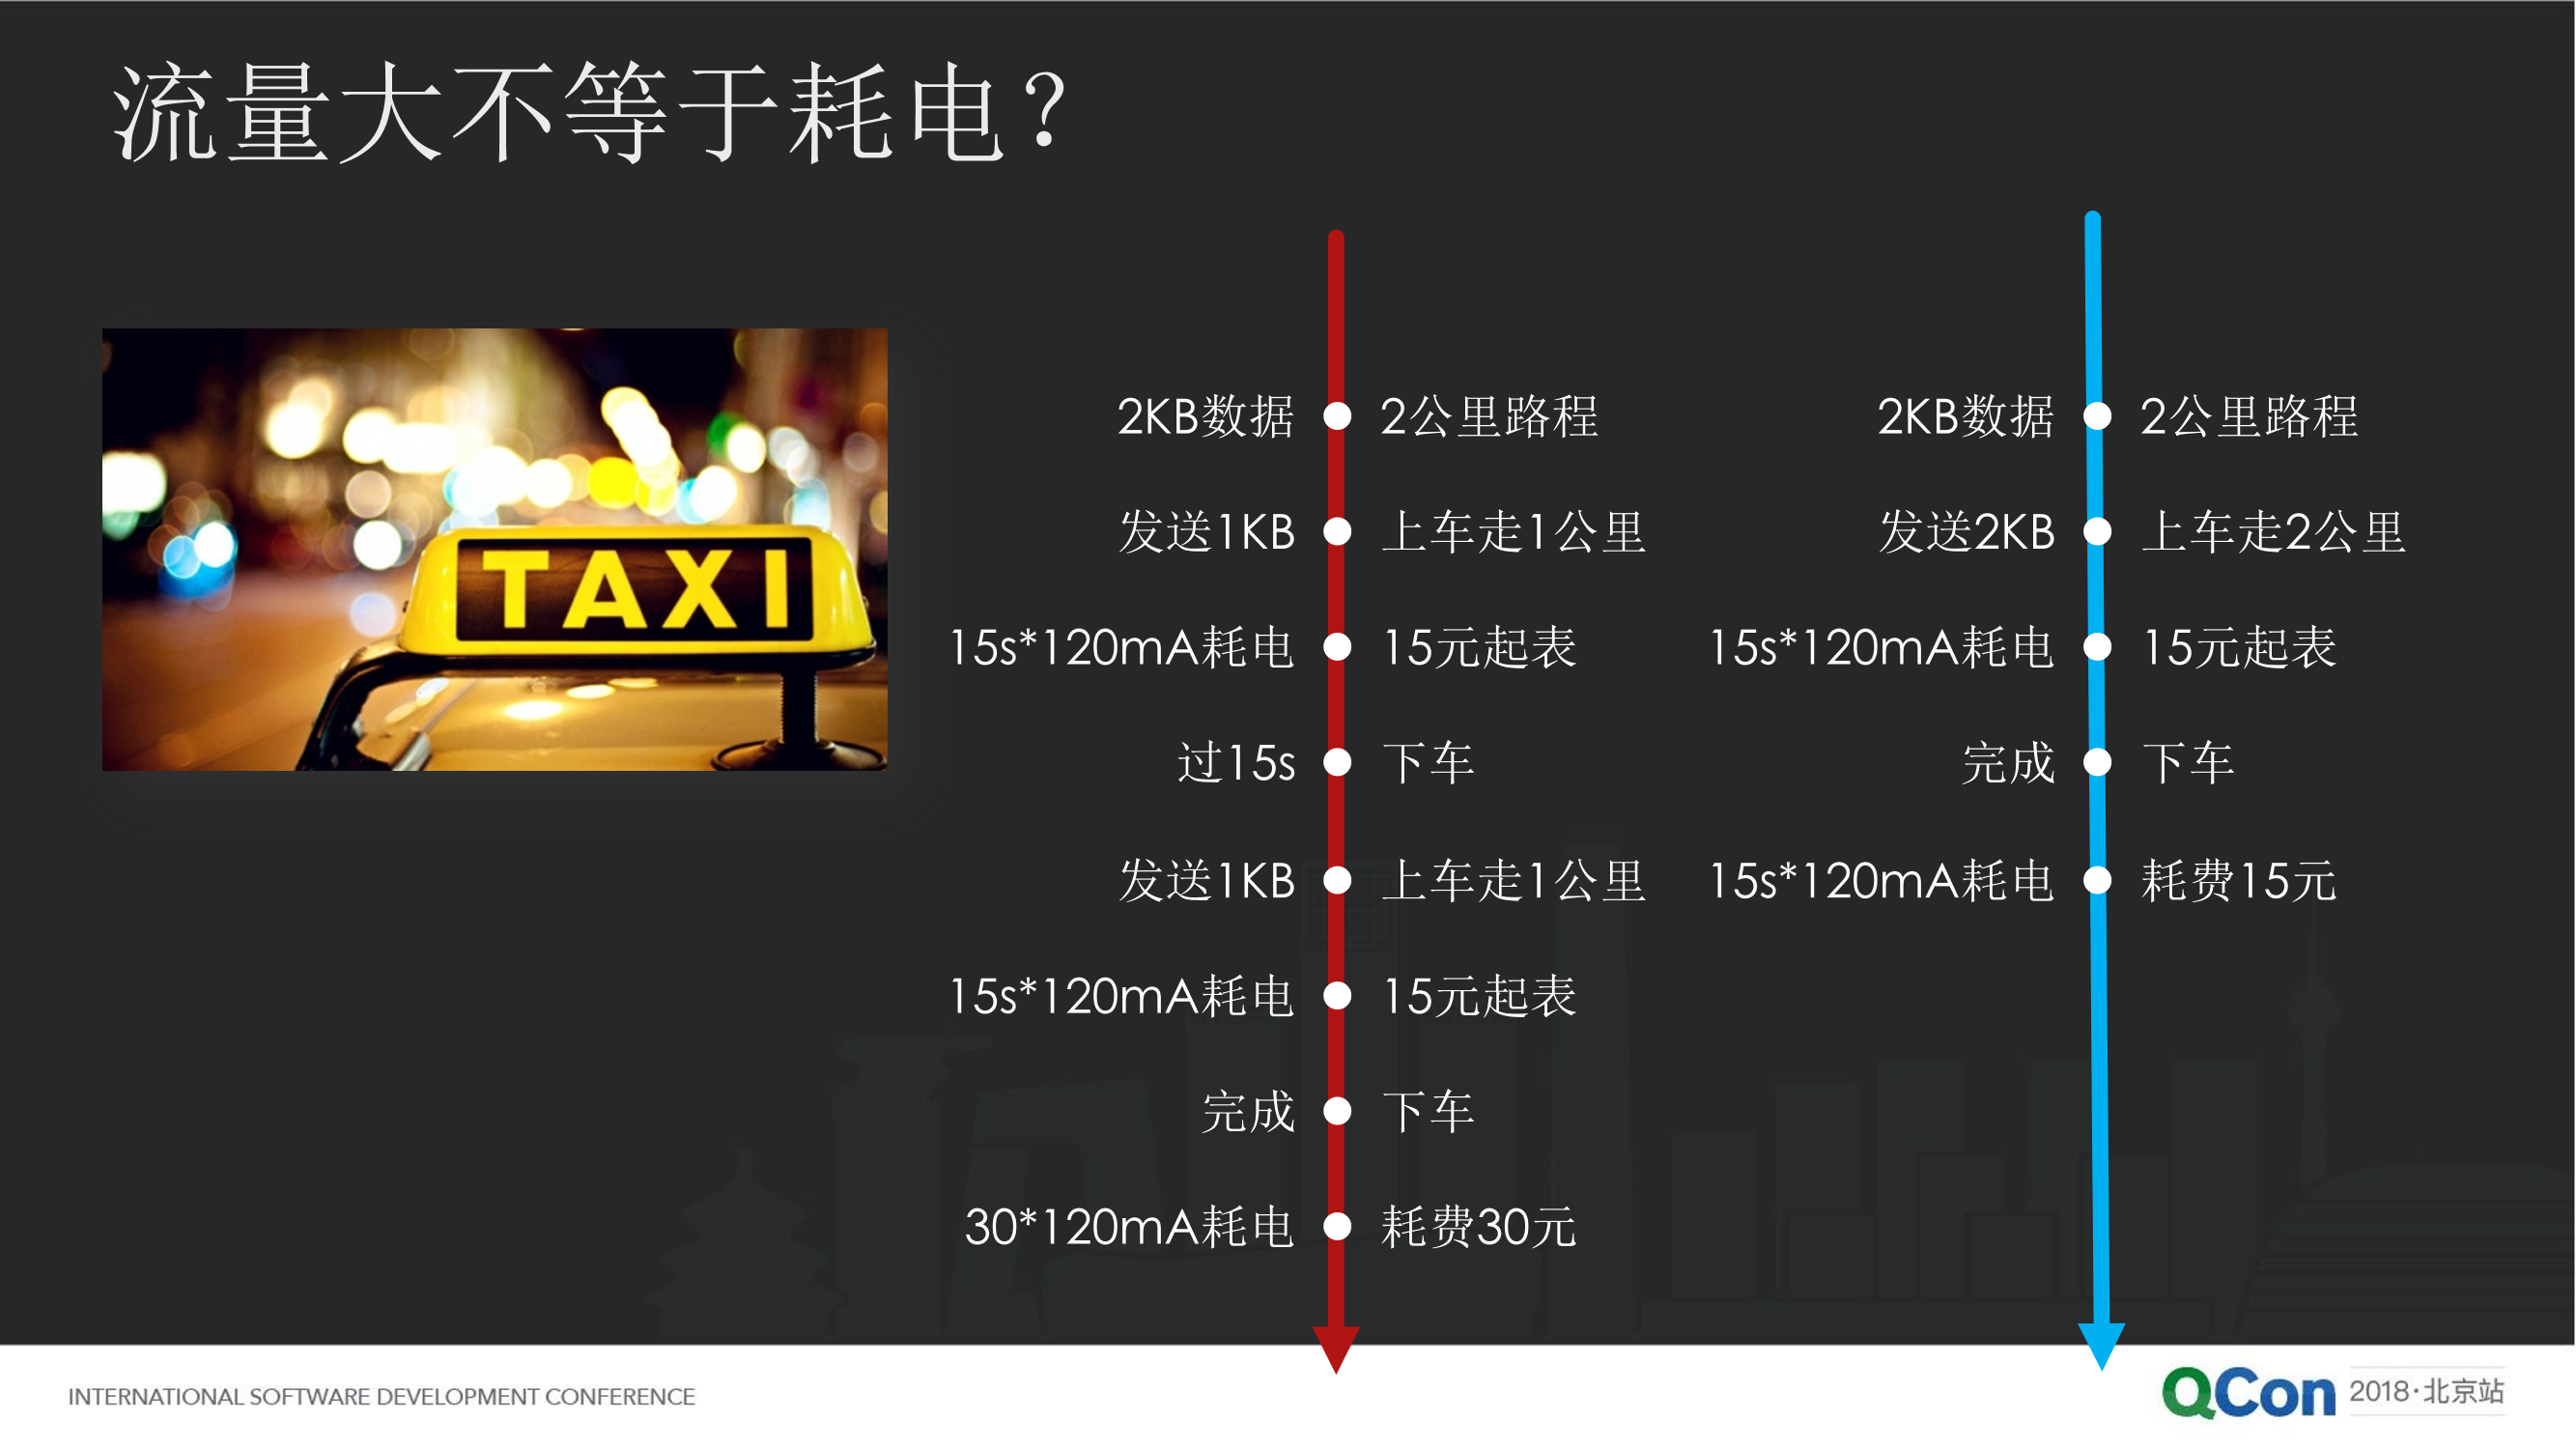 流量大不等于耗电？
TAXI
2KB数据 2公里路程
发送1KB 上车走1公里
15s*120mA耗电 15元起表
过15s 下车
发送1KB 上车走1公里
15s*120mA耗电 15元起表
完成 下车
30*120mA耗电 耗费30元
2KB数据 2公里路程
发送2KB 上车走2公里
15s*120mA耗电 15元起表
完成 下车
15s*120mA耗电 耗费15元
INTERNATIONAL SOFTWARE DEVELOPMENT CONFERENCE
QCon 2018·北京站